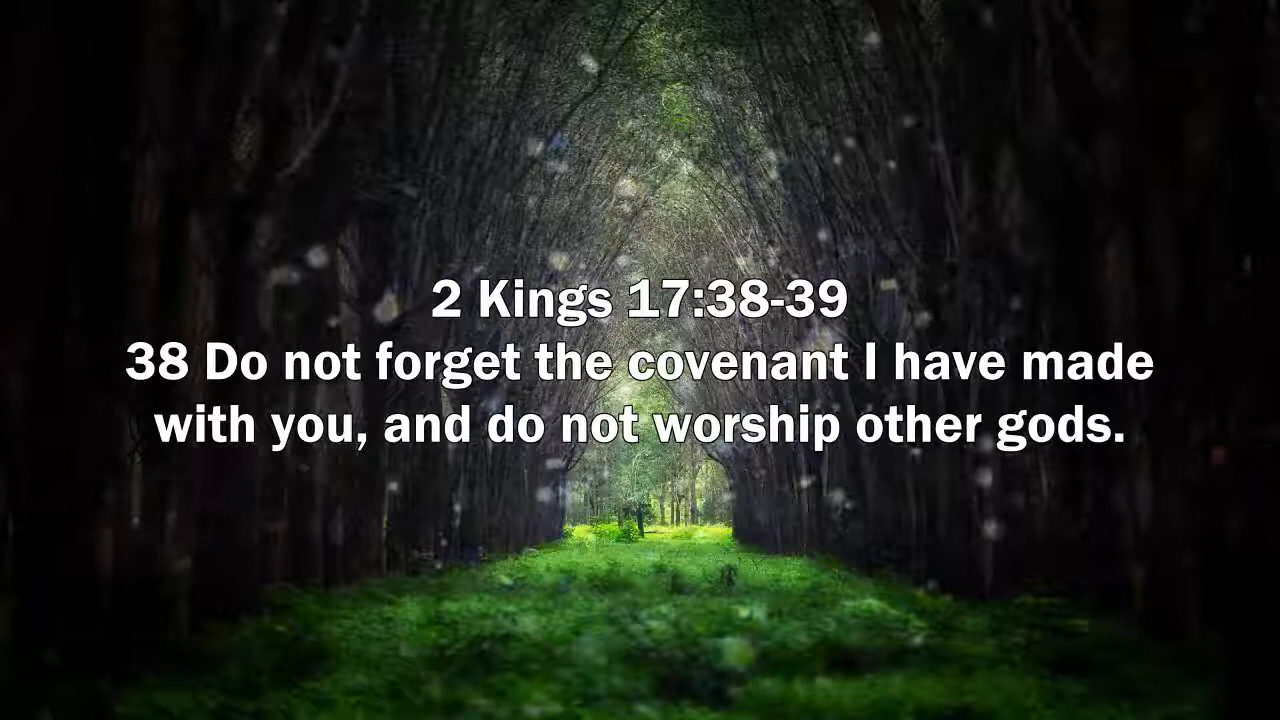 2 Kings 17:38-39
38 Do not forget the covenant I have made
with you, and do not worship other gods.